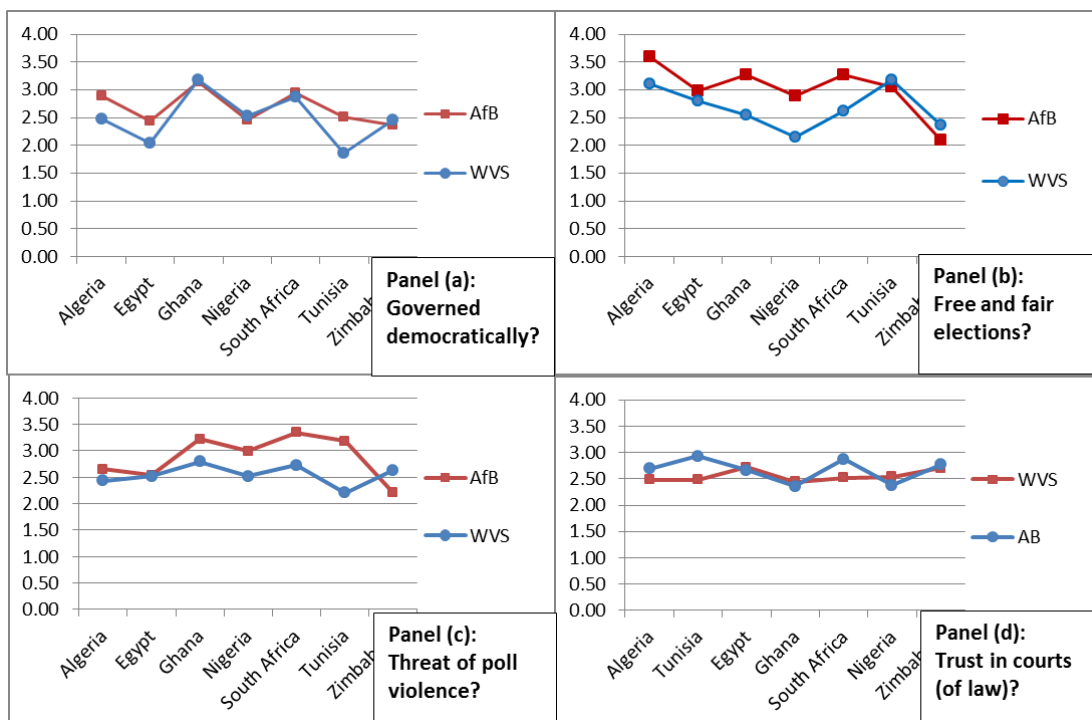 4.00
3.50
3.00
2.50
2.00
1.50
1.00
0.50
0.00
AfB
WVS
Algeria
Egypt
Ghana
Nigeria
South Africa
Tunisia
Zimbab
Panel (a):
Governed
democratically?
4.00
3.50
3.00
2.50
2.00
1.50
1.00
0.50
0.00
AfB
WVS
Algeria
Egypt
Ghana
Nigeria
South Africa
Tunisia
Zimbab
Panel (b):
Free and fair
elections?
4.00
3.50
3.00
2.50
2.00
1.50
1.00
0.50
0.00
AfB
WVS
Algeria
Egypt
Ghana
Nigeria
South Africa
Tunisia
Zimbab
Panel (c):
Threat of poll
violence?
4.00
3.50
3.00
2.50
2.00
1.50
1.00
0.50
0.00
WVS
AB
Algeria
Tunisia
Egypt
Ghana
South Africa
Nigeria
Zimbab
Panel (d):
Trust in courts
(of law)?